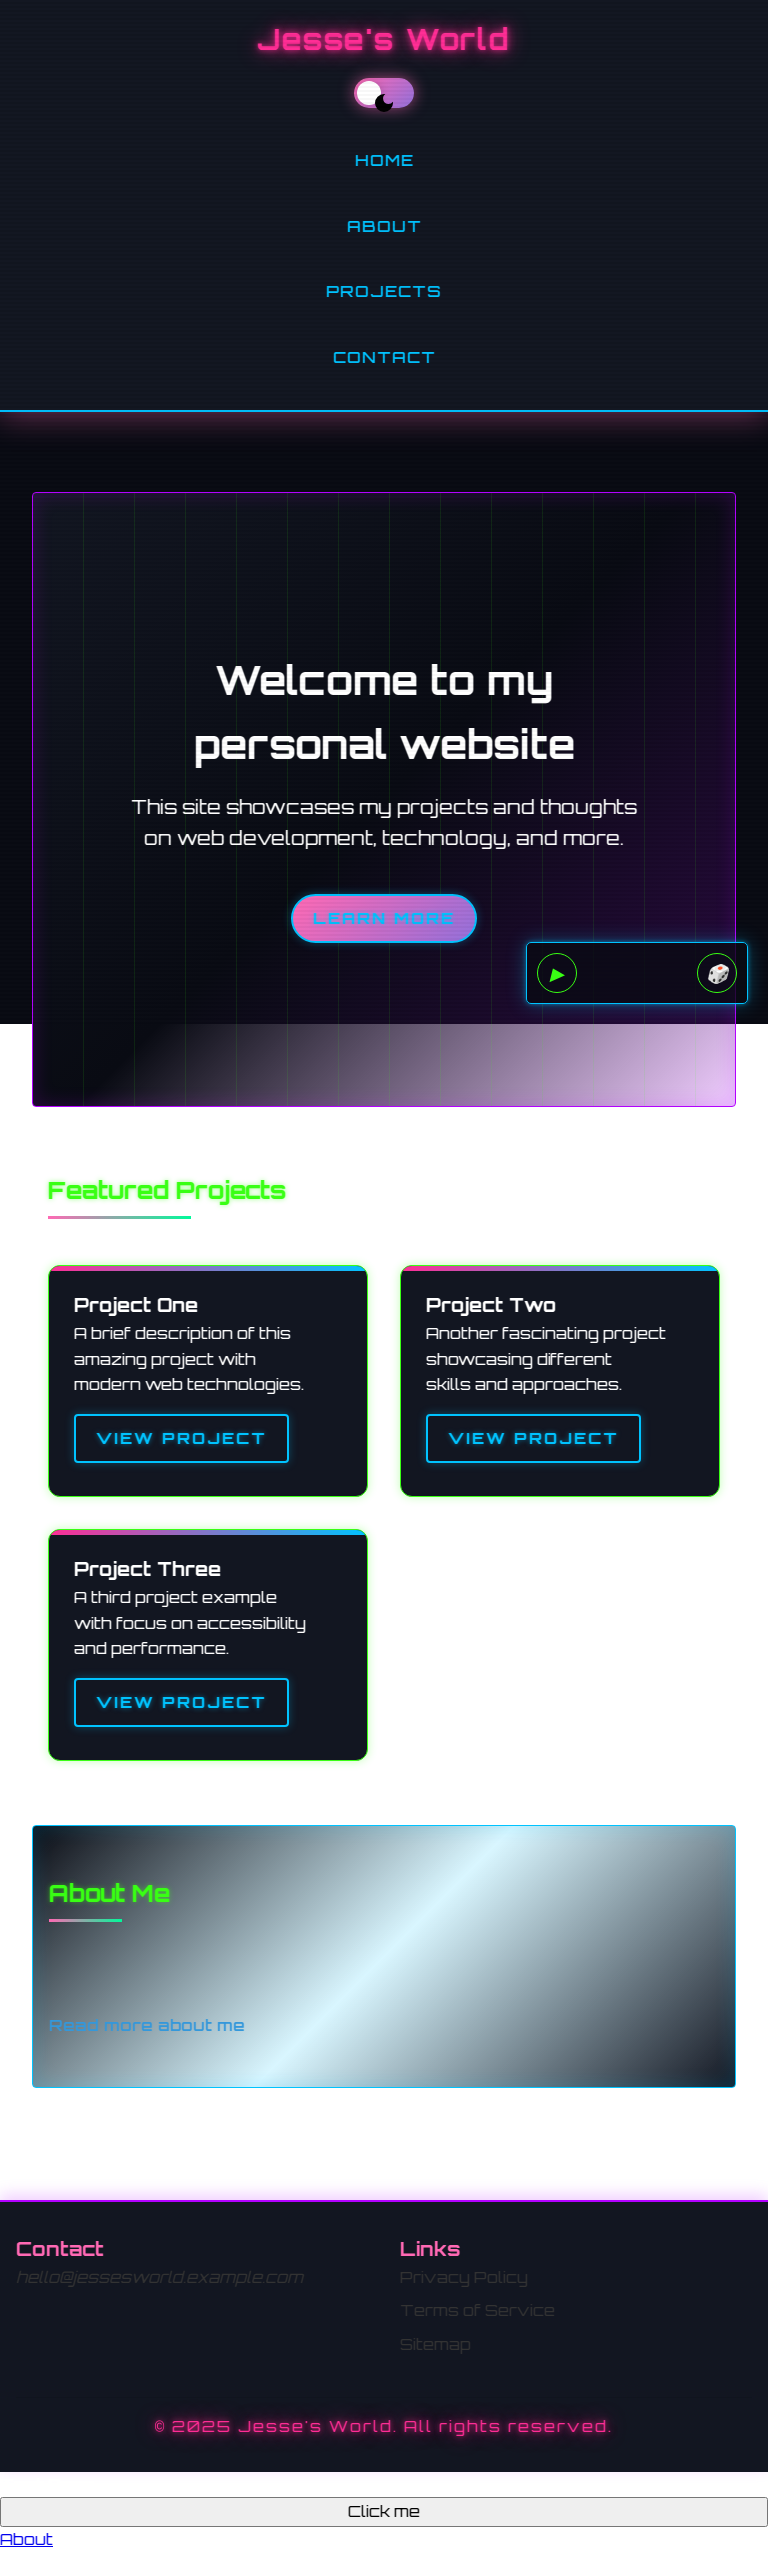 Jesse's World
HOME
ABOUT
PROJECTS
CONTACT
Welcome to my
personal website
This site showcases my projects and thoughts
on web development, technology, and more.
LEARN MORE
Featured Projects
Project One
A brief description of this
amazing project with
modern web technologies.
VIEW PROJECT
Project Two
Another fascinating project
showcasing different
skills and approaches.
VIEW PROJECT
Project Three
A third project example
with focus on accessibility
and performance.
VIEW PROJECT
About Me
Read more about me
Contact
hello@jessesworld.example.com
Links
Privacy Policy
Terms of Service
Sitemap
© 2025 Jesse's World. All rights reserved.
Click me
About